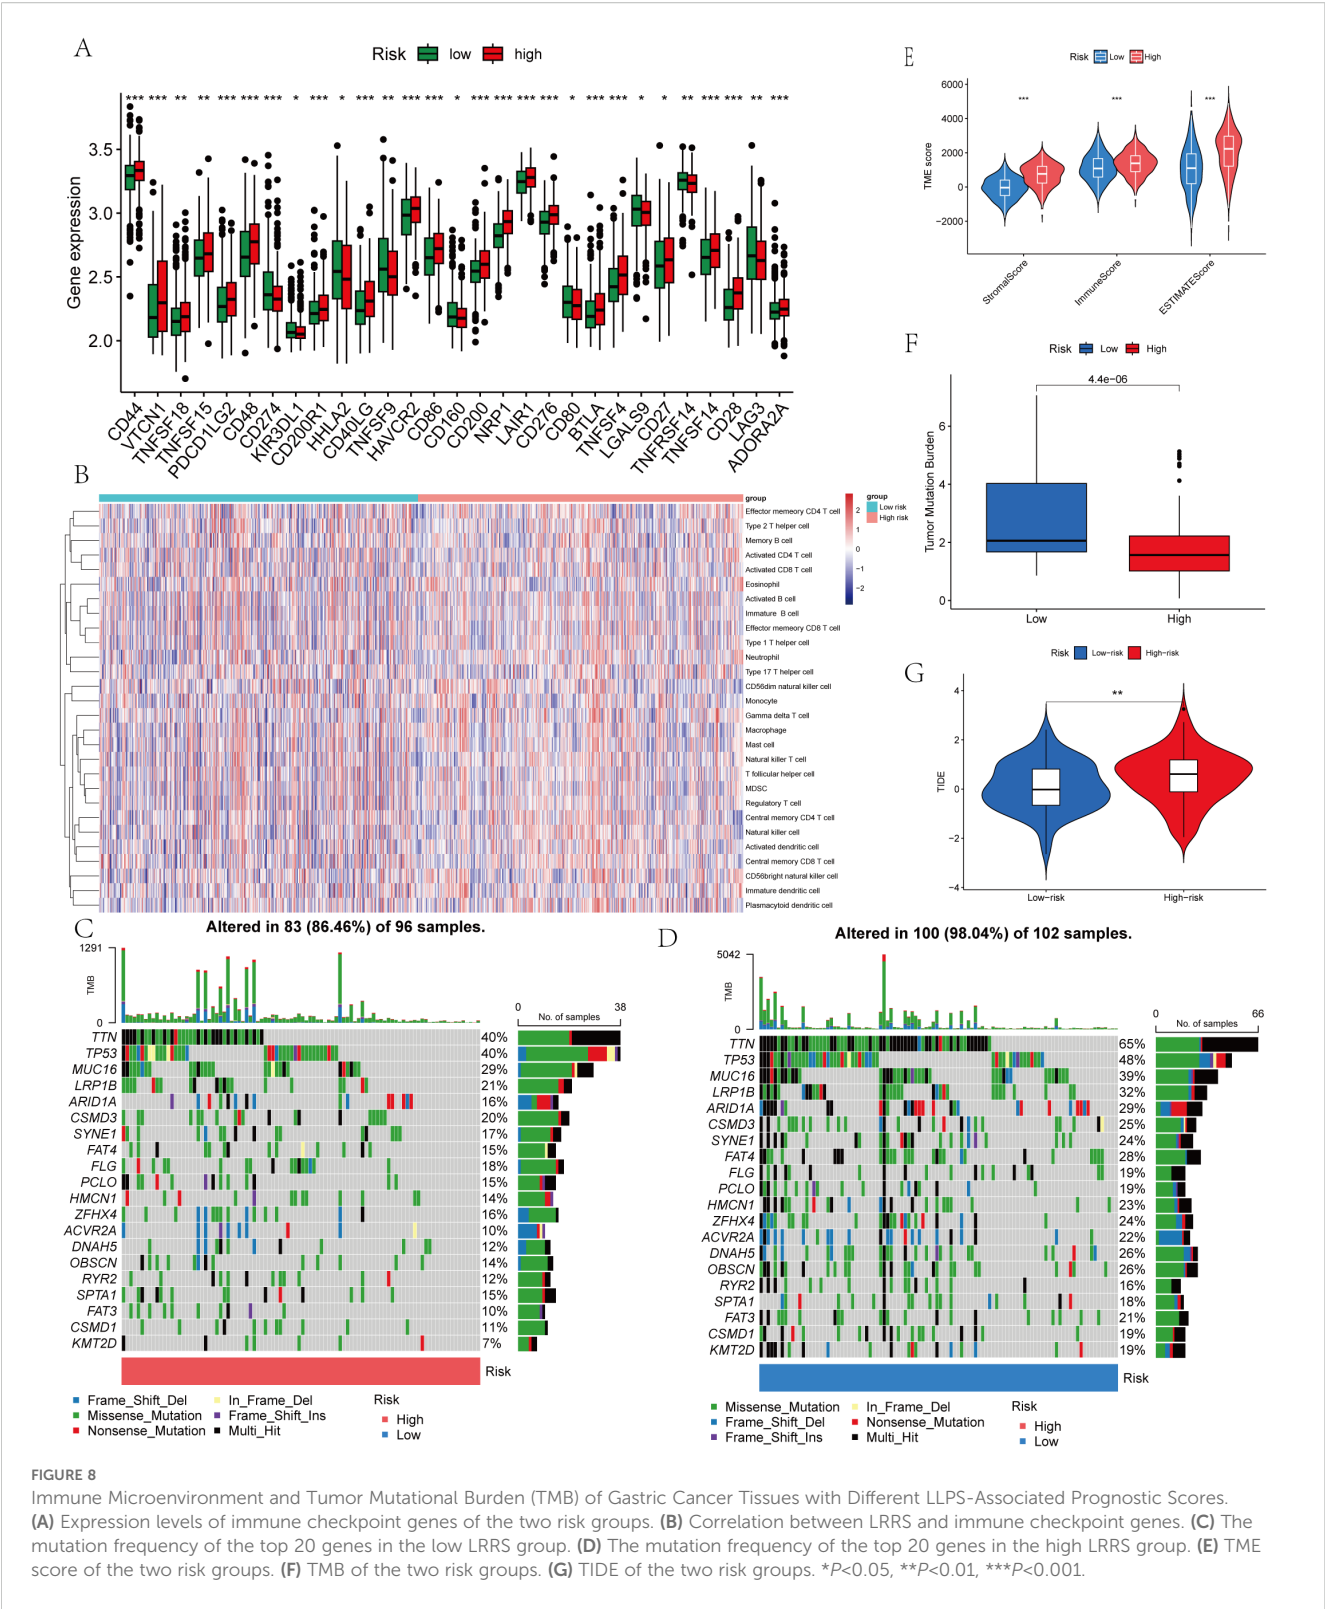 A
Risk low high
*** *** ** ** *** *** *** * *** * *** ** *** *** * *** *** *** *** * *** *** * * ** *** *** ** ***
Gene expression
3.5
3.0
2.5
2.0
CD44
VTCN1
TNFSF18
TNFSF15
PDCD1LG2
CD48
CD274
KIR3DL1
CD200R1
HHLA2
CD40LG
TNFSF9
HAVCR2
CD86
CD160
CD200
NRP1
LAIR1
CD276
CD80
BTLA
TNFSF4
LGALS9
CD27
TNFRSF14
TNFSF14
CD28
LAG3
ADORA2A
E
Risk Low High
TME score
6000
4000
2000
0
−2000
*** *** ***
StromalScore
ImmuneScore
ESTIMATEScore
F
Risk Low High
4.4e−06
Tumor Mutation Burden
6
4
2
0
Low High
B
group
Effector memeory CD4 T cell
Type 2 T helper cell
Memory B cell
Activated CD4 T cell
Activated CD8 T cell
Eosinophil
Activated B cell
Immature B cell
Effector memeory CD8 T cell
Type 1 T helper cell
Neutrophil
Type 17 T helper cell
CD56dim natural killer cell
Monocyte
Gamma delta T cell
Macrophage
Mast cell
Natural killer T cell
T follicular helper cell
MDSC
Regulatory T cell
Central memory CD4 T cell
Natural killer cell
Activated dendritic cell
Central memory CD8 T cell
CD56bright natural killer cell
Immature dendritic cell
Plasmacytoid dendritic cell
2
1
0
−1
−2
group
Low risk
High risk
G
Risk Low−risk High−risk
**
TIDE
4
2
0
−2
−4
Low−risk High−risk
C
Altered in 83 (86.46%) of 96 samples.
1291
TMB
0
0 38
No. of samples
TTN 40%
TP53 40%
MUC16 29%
LRP1B 21%
ARID1A 16%
CSMD3 20%
SYNE1 17%
FAT4 15%
FLG 18%
PCLO 15%
HMCN1 14%
ZFHX4 16%
ACVR2A 10%
DNAH5 12%
OBSCN 14%
RYR2 12%
SPTA1 15%
FAT3 10%
CSMD1 11%
KMT2D 7%
Risk
Frame_Shift_Del In_Frame_Del Risk
Missense_Mutation Frame_Shift_Ins High
Nonsense_Mutation Multi_Hit Low
D
Altered in 100 (98.04%) of 102 samples.
5042
TMB
0
0 66
No. of samples
TTN 65%
TP53 48%
MUC16 39%
LRP1B 32%
ARID1A 29%
CSMD3 25%
SYNE1 24%
FAT4 28%
FLG 19%
PCLO 19%
HMCN1 23%
ZFHX4 24%
ACVR2A 22%
DNAH5 26%
OBSCN 26%
RYR2 16%
SPTA1 18%
FAT3 21%
CSMD1 19%
KMT2D 19%
Risk
Missense_Mutation In_Frame_Del Risk
Frame_Shift_Del Nonsense_Mutation High
Frame_Shift_Ins Multi_Hit Low
FIGURE 8
Immune Microenvironment and Tumor Mutational Burden (TMB) of Gastric Cancer Tissues with Different LLPS-Associated Prognostic Scores.
(A) Expression levels of immune checkpoint genes of the two risk groups. (B) Correlation between LRRS and immune checkpoint genes. (C) The
mutation frequency of the top 20 genes in the low LRRS group. (D) The mutation frequency of the top 20 genes in the high LRRS group. (E) TME
score of the two risk groups. (F) TMB of the two risk groups. (G) TIDE of the two risk groups. *P<0.05, **P<0.01, ***P<0.001.